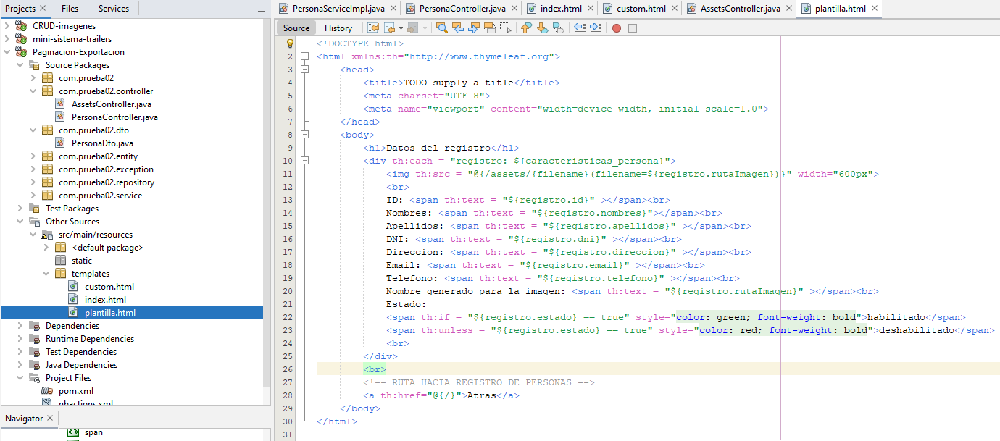 Projects
Files
Services
CRUD-imagenes
mini-sistema-trailers
Paginacion-Exportacion
Source Packages
com.prueba02
com.prueba02.controller
AssetsController.java
PersonaController.java
com.prueba02.dto
PersonaDto.java
com.prueba02.entity
com.prueba02.exception
com.prueba02.repository
com.prueba02.service
Test Packages
Other Sources
src/main/resources
<default package>
static
templates
custom.html
index.html
plantilla.html
Dependencies
Runtime Dependencies
Test Dependencies
Java Dependencies
Project Files
pom.xml
nbactions.xml
Navigator
span
PersonaServiceImpl.java
PersonaController.java
index.html
custom.html
AssetsController.java
plantilla.html
Source
History
<!DOCTYPE html>
2 <html xmlns:th="http://www.thymeleaf.org">
3 <head>
4 <title>TODO supply a title</title>
5 <meta charset="UTF-8">
6 <meta name="viewport" content="width=device-width, initial-scale=1.0">
7 </head>
8 <body>
9 <h1>Datos del registro</h1>
10 <div th:each = "registro: ${caracteristicas_persona}">
11 <img th:src = "@{/assets/{filename}(filename=${registro.rutaImagen})}" width="600px">
12 <br>
13 ID: <span th:text = "${registro.id}" ></span><br>
14 Nombres: <span th:text = "${registro.nombres}"></span><br>
15 Apellidos: <span th:text = "${registro.apellidos}" ></span><br>
16 DNI: <span th:text = "${registro.dni}" ></span><br>
17 Direccion: <span th:text = "${registro.direccion}" ></span><br>
18 Email: <span th:text = "${registro.email}" ></span><br>
19 Telefono: <span th:text = "${registro.telefono}" ></span><br>
20 Nombre generado para la imagen: <span th:text = "${registro.rutaImagen}" ></span><br>
21 Estado:
22 <span th:if = "${registro.estado} == true" style="color: green; font-weight: bold">habilitado</span>
23 <span th:unless = "${registro.estado} == true" style="color: red; font-weight: bold">deshabilitado</span>
24 <br>
25 </div>
26 <br>
27 <!-- RUTA HACIA REGISTRO DE PERSONAS -->
28 <a th:href="@{/}">Atras</a>
29 </body>
30 </html>
31